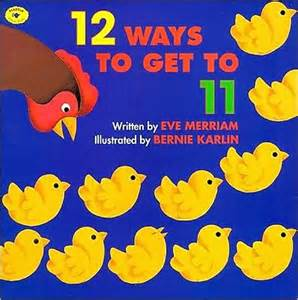 12 WAYS
TO GET TO
11
Written by EVE MERRIAM
Illustrated by BERNIE KARLIN